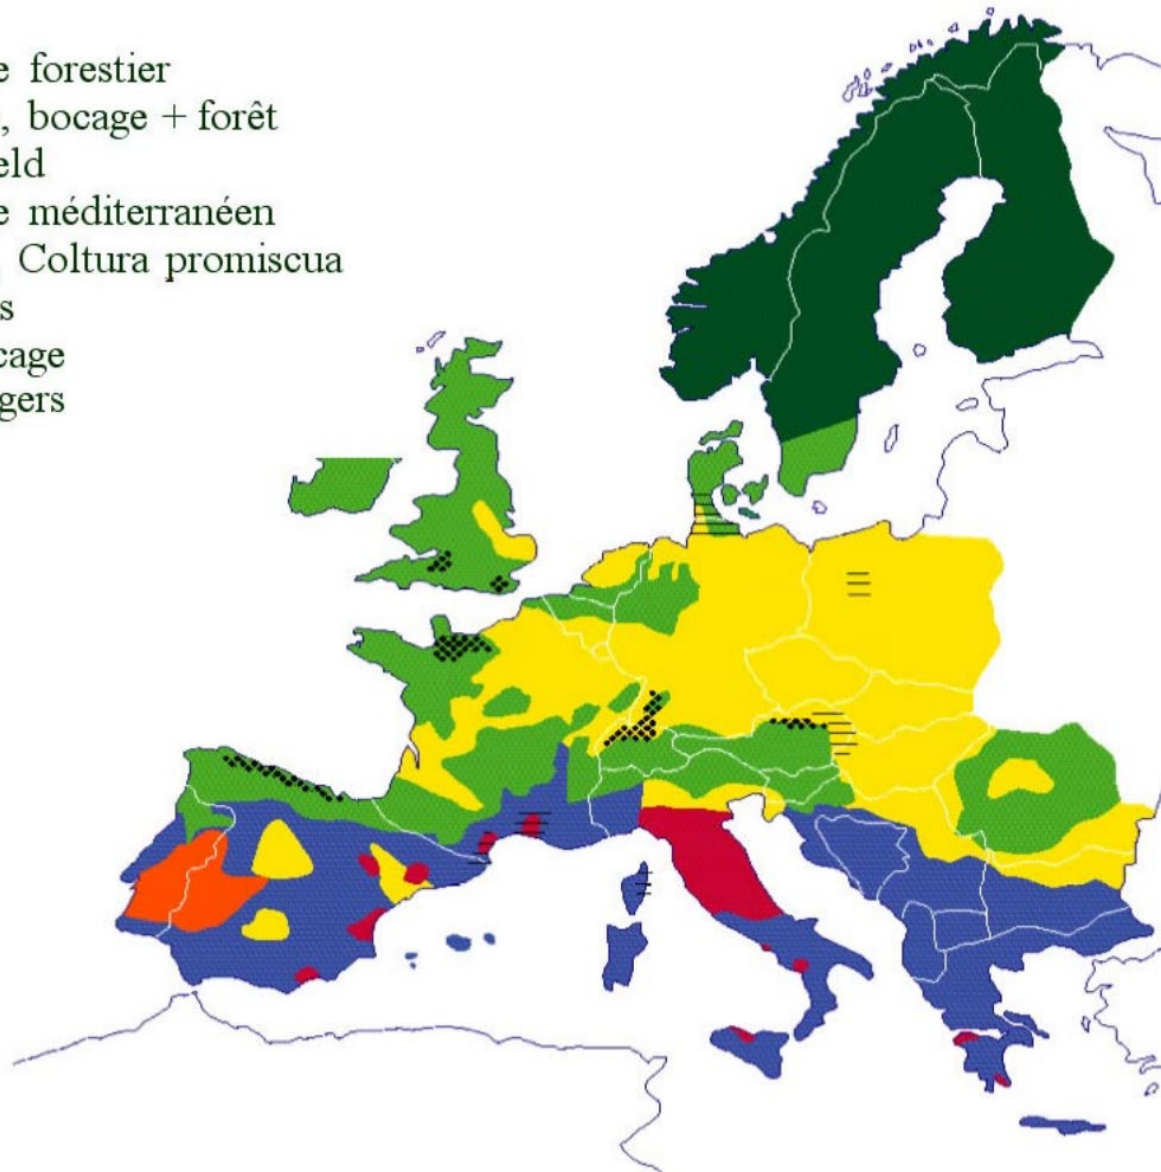 e forestier
, bocage + forêt
eld
e méditerranéen
, Coltura promiscua
s
cage
gers